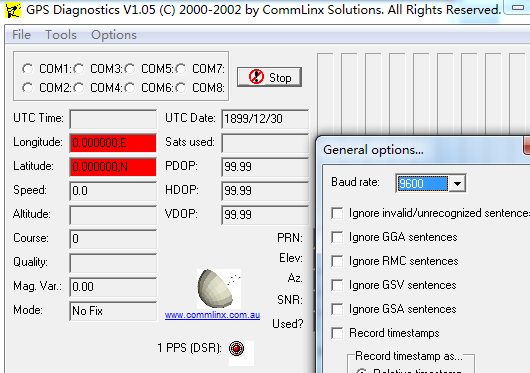 GPS Diagnostics V1.05 (C) 2000-2002 by CommLinx Solutions. All Rights Reserved.
File Tools Options
COM1: COM3: COM5: COM7:
COM2: COM4: COM6: COM8:
Stop
UTC Time: UTC Date: 1899/12/30
Longitude: 0.000000,E Sats used:
Latitude: 0.000000,N PDOP: 99.99
Speed: 0.0 HDOP: 99.99
Altitude: VDOP: 99.99
Course: 0 PRN:
Quality: Elev:
Mag. Var.: 0.00 Az.
SNR:
Mode: No Fix www.commlinx.com.au Used?
1 PPS (DSR):
General options...
Baud rate: 9600
Ignore invalid/unrecognized sentences
Ignore GGA sentences
Ignore RMC sentences
Ignore GSV sentences
Ignore GSA sentences
Record timestamps
Record timestamp as...